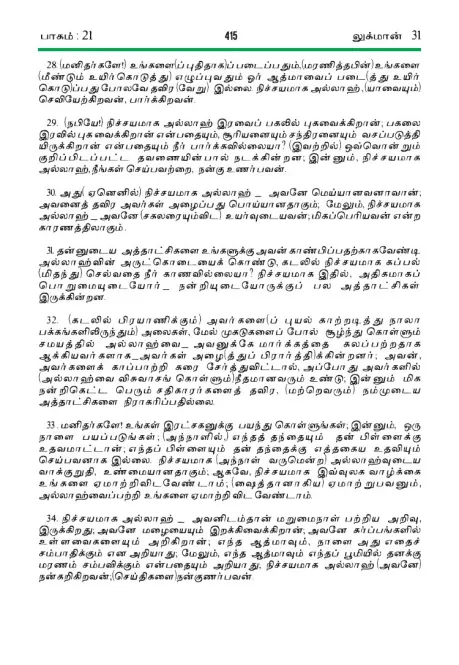 பாகம் : 21 415 லுக்மான் 31
28. (மனிதர்களே!) உங்களை(ப் புதிதாக)ப் படைப்பதும்,(மரணித்தபின்) உங்களை
(மீண்டும் உயிர்கொடுத்து) எழுப்புவதும் ஓர் ஆத்மாவைப் படை(த்து உயிர்
கொடு)ப்பது போலவே தவிர (வேறு) இல்லை. நிச்சயமாக அல்லாஹ், (யாவையும்)
செவியேற்கிறவன், பார்க்கிறவன்.
29. (நபியே!) நிச்சயமாக அல்லாஹ் இரவைப் பகலில் புகவைக்கிறான்; பகலை
இரவில் புகவைக்கிறான் என்பதையும், சூரியனையும் சந்திரனையும் வசப்படுத்தி
யிருக்கிறான் என்பதையும் நீர் பார்க்கவில்லையா? (இவற்றில்) ஒவ்வொன்றும்
குறிப்பிடப்பட்ட தவணையின்பால் நடக்கின்றன; இன்னும், நிச்சயமாக
அல்லாஹ், நீங்கள் செய்பவற்றை, நன்கு உணர்பவன்.
30. அது( ஏனெனில்) நிச்சயமாக அல்லாஹ் _ அவனே மெய்யானவனாவான்;
அவனைத் தவிர அவர்கள் அழைப்பது பொய்யானதாகும்; மேலும், நிச்சயமாக
அல்லாஹ் _ அவனே (சகலரையும்விட) உயர்வுடையவன்; மிகப்பெரியவன் என்ற
காரணத்திலாகும்.
31. தன்னுடைய அத்தாட்சிகளை உங்களுக்கு அவன் காண்பிப்பதற்காகவேண்டி
அல்லாஹ்வின் அருட்கொடையைக் கொண்டு, கடலில் நிச்சயமாக கப்பல்
(மிதந்து) செல்வதை நீர் காணவில்லையா? நிச்சயமாக இதில், அதிகமாகப்
பொறுமையுடையோர் _ நன்றியுடையோருக்குப் பல அத்தாட்சிகள்
இருக்கின்றன.
32. (கடலில் பிரயாணிக்கும்) அவர்களை(ப் புயல் காற்றடித்து நாலா
பக்கங்களிலிருந்தும்) அலைகள், மேல் முகடுகளைப் போல் சூழ்ந்து கொள்ளும்
சமயத்தில் அல்லாஹ்வை_ அவனுக்கே மார்க்கத்தை கலப்பற்றதாக
ஆக்கியவர்களாக_அவர்கள் அழை(த்துப் பிரார்த்தி)க்கின்றனர்; அவன்,
அவர்களைக் காப்பாற்றி கரை சேர்த்துவிட்டால், அப்போது அவர்களில்
(அல்லாஹ்வை விசுவாசங் கொள்ளும்)நீதமானவரும் உண்டு; இன்னும் மிக
நன்றிகெட்ட பெரும் சதிகாரர்களைத் தவிர, (மற்றெவரும்) நம்முடைய
அத்தாட்சிகளை நிராகரிப்பதில்லை.
33. மனிதர்களே! உங்கள் இரட்சகனுக்கு பயந்து கொள்ளுங்கள்; இன்னும், ஒரு
நாளை பயப்படுங்கள்; (அந்நாளில்,) எந்தத் தந்தையும் தன் பிள்ளைக்கு
உதவமாட்டான்; எந்தப் பிள்ளையும் தன் தந்தைக்கு எத்தகைய உதவியும்
செய்பவனாக இல்லை. நிச்சயமாக (அந்நாள் வருமென்ற) அல்லாஹ்வுடைய
வாக்குறுதி, உண்மையானதாகும்; ஆகவே, நிச்சயமாக இவ்வுலக வாழ்க்கை
உங்களை ஏமாற்றிவிடவேண்டாம்; (ஷைத்தானாகிய) ஏமாற்றுபவனும்,
அல்லாஹ்வைப்பற்றி உங்களை ஏமாற்றிவிடவேண்டாம்.
34. நிச்சயமாக அல்லாஹ் _ அவனிடம்தான் மறுமைநாள் பற்றிய அறிவு,
இருக்கிறது; அவனே மழையையும் இறக்கிவைக்கிறான்; அவனே கர்ப்பங்களில்
உள்ளவைகளையும் அறிகிறான்; எந்த ஆத்மாவும், நாளை அது எதைச்
சம்பாதிக்கும் என அறியாது; மேலும், எந்த ஆத்மாவும் எந்தப் பூமியில் தனக்கு
மரணம் சம்பவிக்கும் என்பதையும் அறியாது, நிச்சயமாக அல்லாஹ் (அவனே)
நன்கறிகிறவன்;(செய்திகளை)நன்குணர்பவன்.